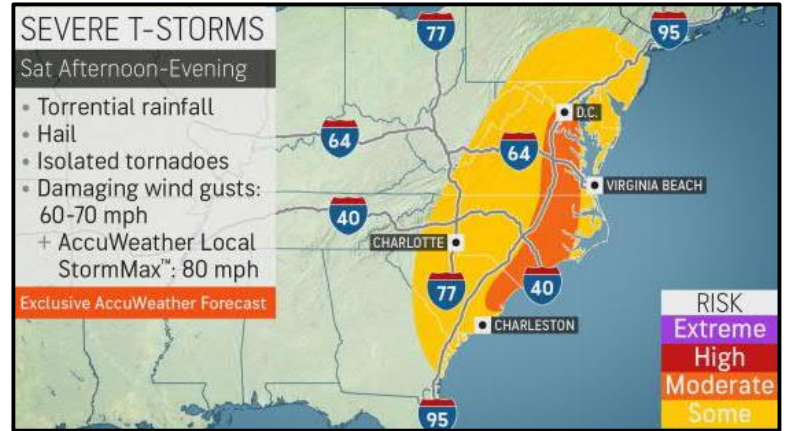 SEVERE T-STORMS
Sat Afternoon-Evening
• Torrential rainfall
• Hail
• Isolated tornadoes
• Damaging wind gusts:
60-70 mph
+ AccuWeather Local
StormMax™: 80 mph
Exclusive AccuWeather Forecast
77
95
D.C.
64
64
VIRGINIA BEACH
40
CHARLOTTE
77
40
CHARLESTON
95
RISK
Extreme
High
Moderate
Some